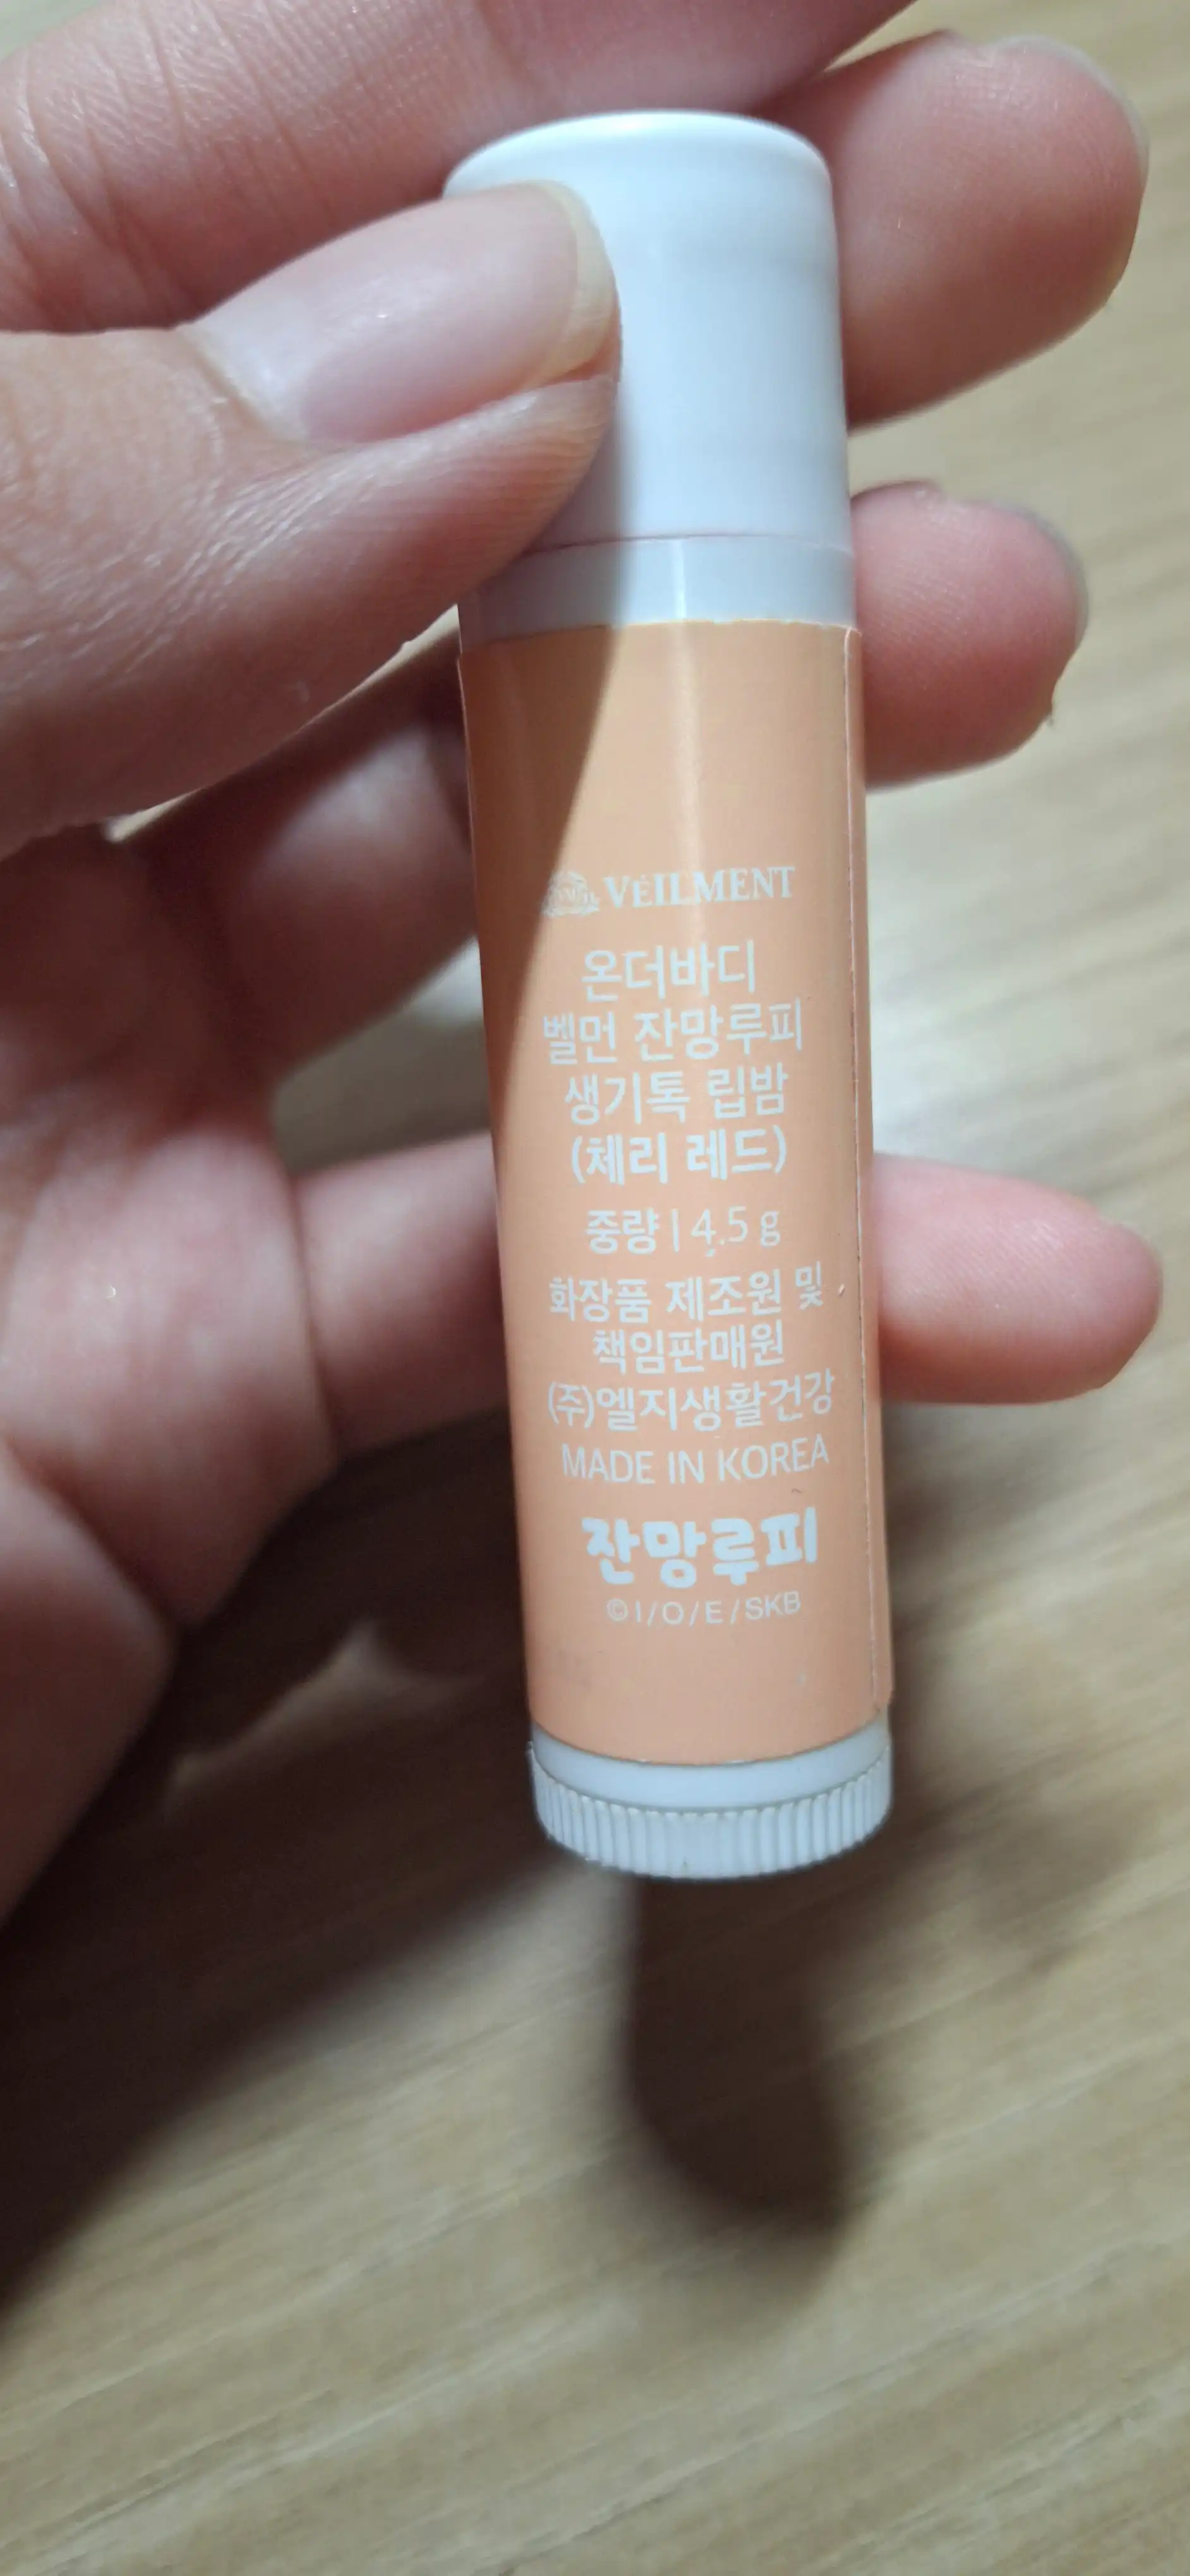 VEILMENT
온더바디
벨먼 잔망루피
생기톡 립밤
(체리 레드)
중량 | 4.5 g
화장품 제조원 및
책임판매원
(주)엘지생활건강
MADE IN KOREA
잔망루피
©I/O/E/SKB